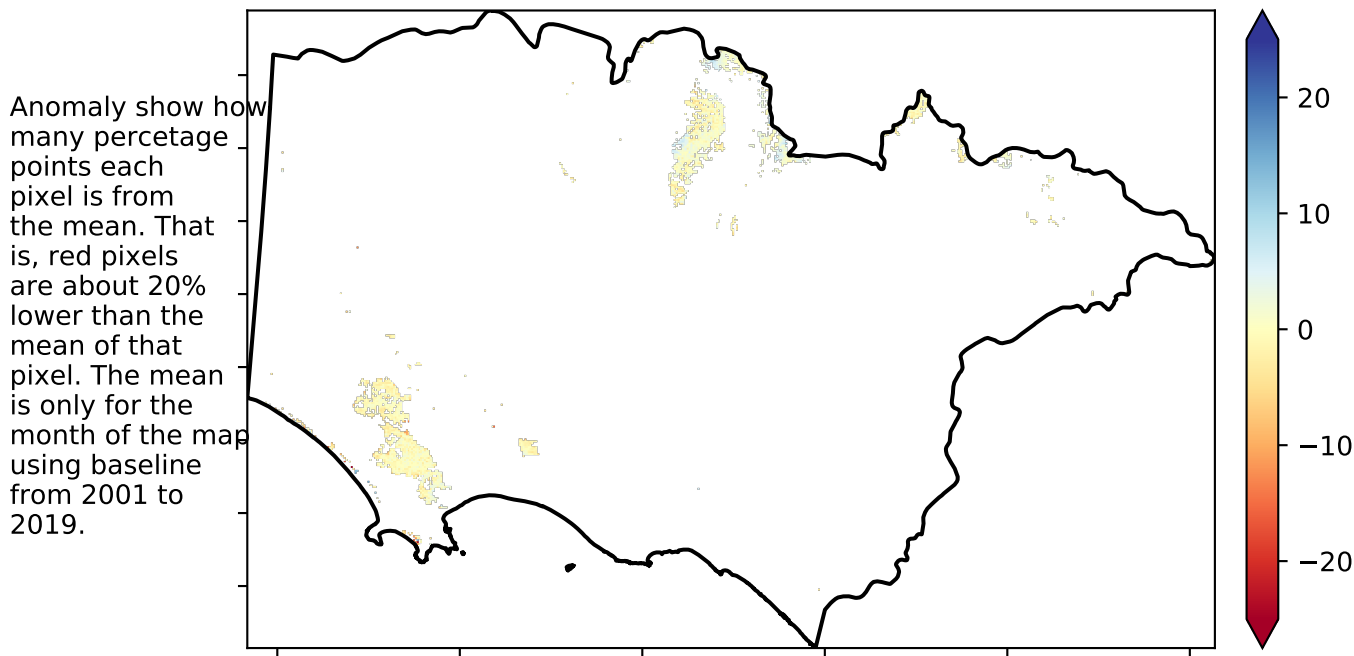 Anomaly show how
many percetage
points each
pixel is from
the mean. That
is, red pixels
are about 20%
lower than the
mean of that
pixel. The mean
is only for the
month of the map
using baseline
from 2001 to
2019.
20
10
0
−10
−20